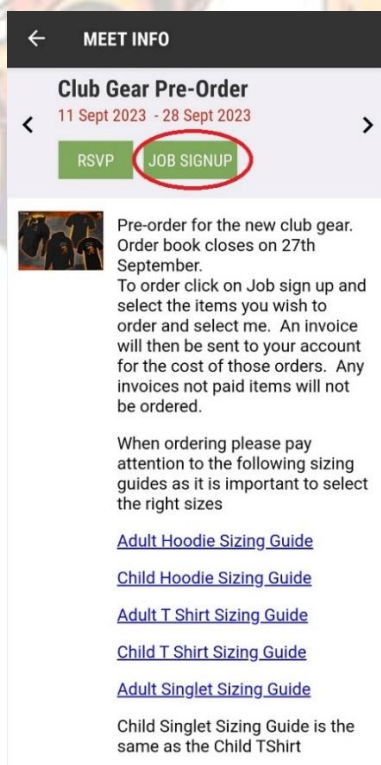 MEET INFO
Club Gear Pre-Order
11 Sept 2023 - 28 Sept 2023
RSVP
JOB SIGNUP
Pre-order for the new club gear.
Order book closes on 27th
September.
To order click on Job sign up and
select the items you wish to
order and select me. An invoice
will then be sent to your account
for the cost of those orders. Any
invoices not paid items will not
be ordered.
When ordering please pay
attention to the following sizing
guides as it is important to select
the right sizes
Adult Hoodie Sizing Guide
Child Hoodie Sizing Guide
Adult T Shirt Sizing Guide
Child T Shirt Sizing Guide
Adult Singlet Sizing Guide
Child Singlet Sizing Guide is the
same as the Child TShirt